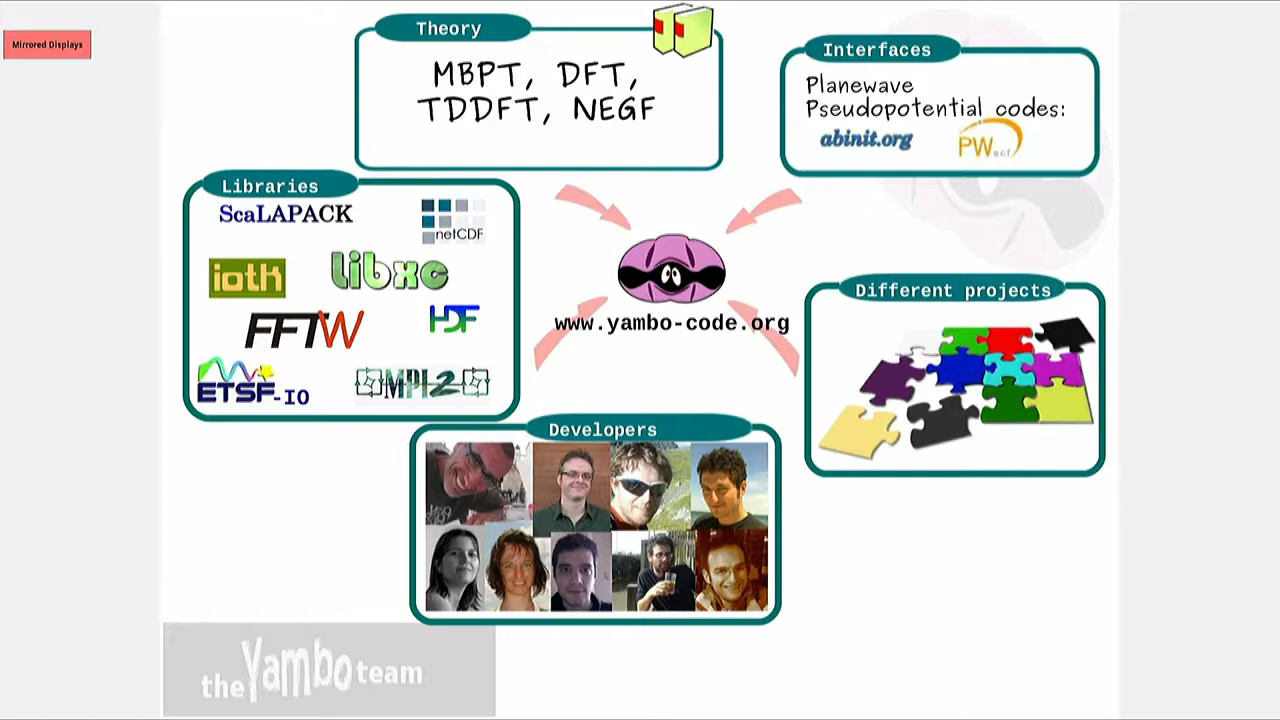 Mirrored Displays
Theory
MBPT, DFT,
TDDFT, NEGF
Interfaces
Planewave
Pseudopotential codes:
abinit.org
PWscf
Libraries
ScaLAPACK
netCDF
iotk
libxc
FFTW
HDF
ETSF-IO
MPI2
www.yambo-code.org
Different projects
Developers
the Yambo team